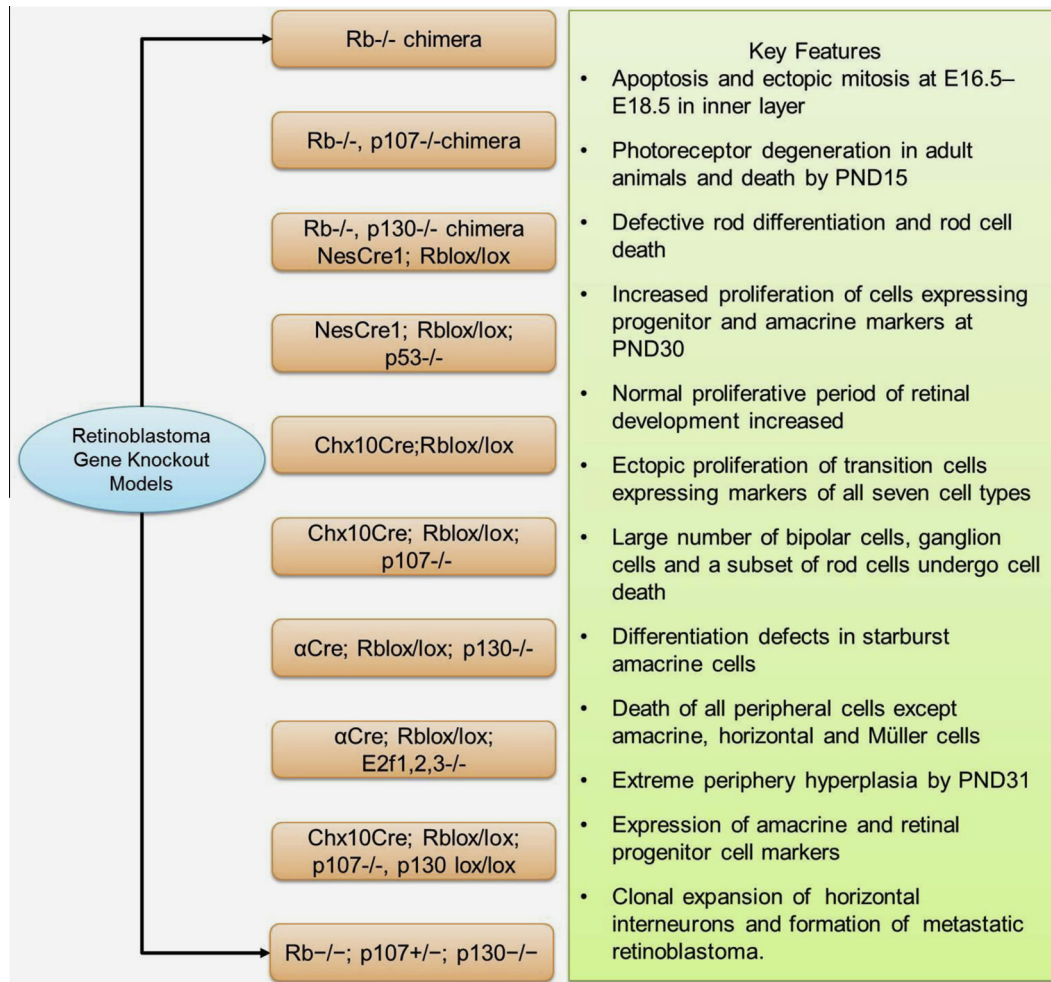 Retinoblastoma
Gene Knockout
Models
Rb-/- chimera
Rb-/-, p107-/-chimera
Rb-/-, p130-/- chimera
NesCre1; Rblox/lox
NesCre1; Rblox/lox;
p53-/-
Chx10Cre;Rblox/lox
Chx10Cre; Rblox/lox;
p107-/-
αCre; Rblox/lox; p130-/-
αCre; Rblox/lox;
E2f1,2,3-/-
Chx10Cre; Rblox/lox;
p107-/-, p130 lox/lox
Rb−/−; p107+/−; p130−/−
Key Features
• Apoptosis and ectopic mitosis at E16.5–
E18.5 in inner layer
• Photoreceptor degeneration in adult
animals and death by PND15
• Defective rod differentiation and rod cell
death
• Increased proliferation of cells expressing
progenitor and amacrine markers at
PND30
• Normal proliferative period of retinal
development increased
• Ectopic proliferation of transition cells
expressing markers of all seven cell types
• Large number of bipolar cells, ganglion
cells and a subset of rod cells undergo cell
death
• Differentiation defects in starburst
amacrine cells
• Death of all peripheral cells except
amacrine, horizontal and Müller cells
• Extreme periphery hyperplasia by PND31
• Expression of amacrine and retinal
progenitor cell markers
• Clonal expansion of horizontal
interneurons and formation of metastatic
retinoblastoma.